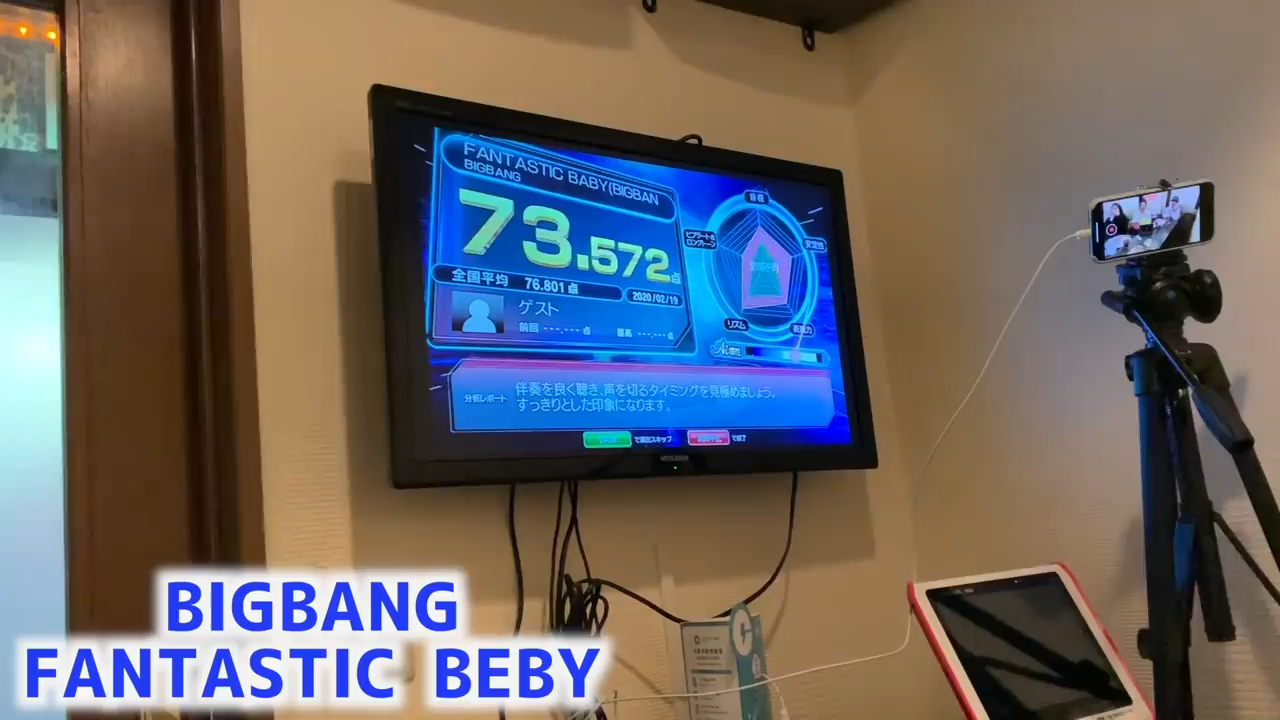 FANTASTIC BABY(BIGBAN
BIGBANG
73.572点
全国平均 76.801点
2020/02/19
ゲスト
前回 ---.--- 点 最高 ---.--- 点
音程
安定性
表現力
リズム
ビブラート&
ロングトーン
分析レポート
伴奏を良く聴き、声を切るタイミングを見極めましょう。
すっきりとした印象になります。
で演出スキップ
で終了
BIGBANG
FANTASTIC BEBY